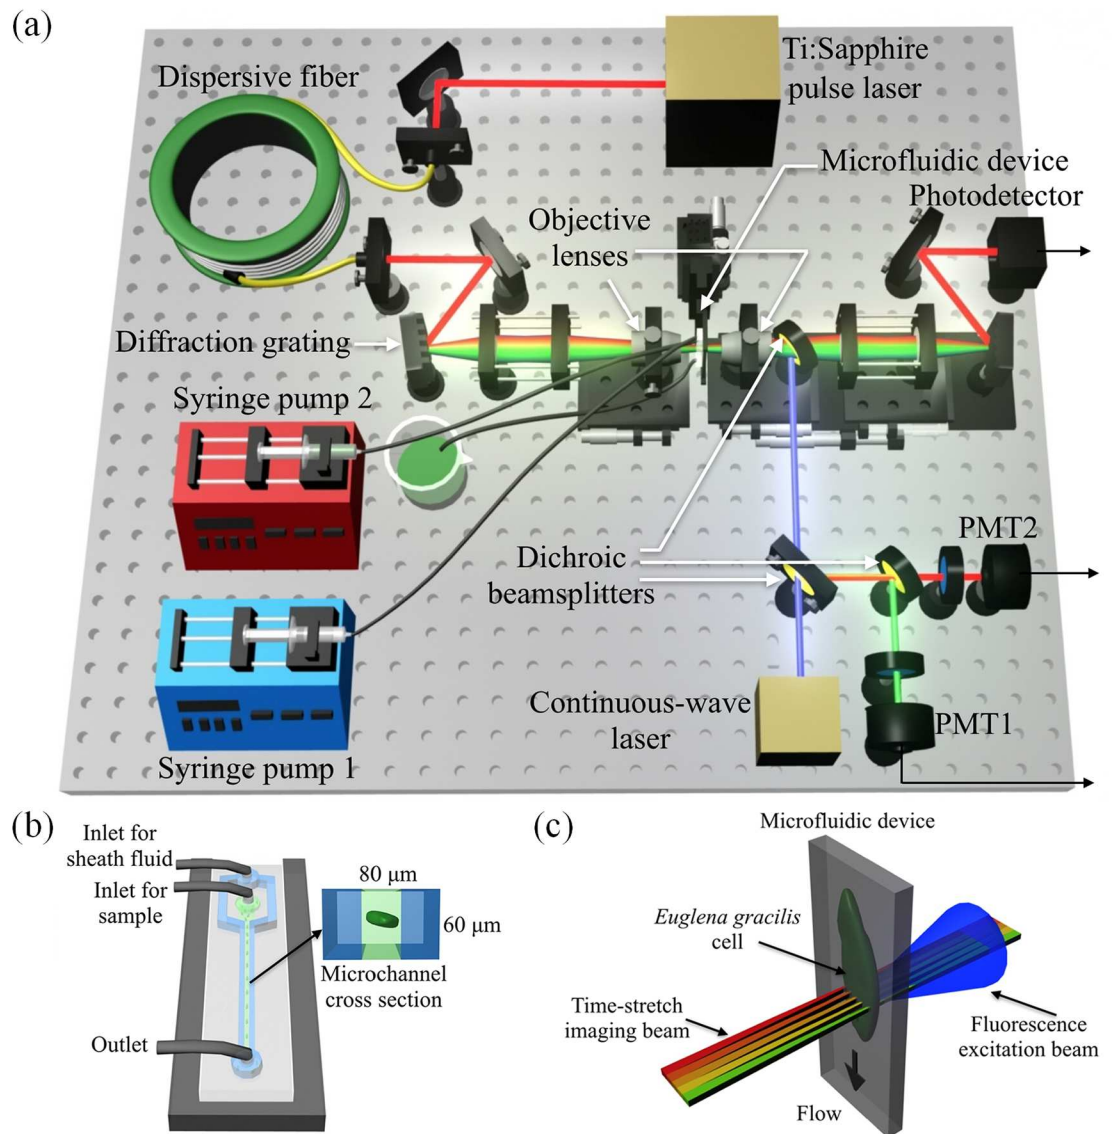 (a)
Ti:Sapphire
pulse laser
Dispersive fiber
Microfluidic device
Photodetector
Objective
lenses
Diffraction grating
Syringe pump 2
PMT2
Dichroic
beamsplitters
Continuous-wave
laser
PMT1
Syringe pump 1
(b)
Inlet for
sheath fluid
Inlet for
sample
80 μm
60 μm
Microchannel
cross section
Outlet
(c)
Microfluidic device
Euglena gracilis
cell
Time-stretch
imaging beam
Fluorescence
excitation beam
Flow